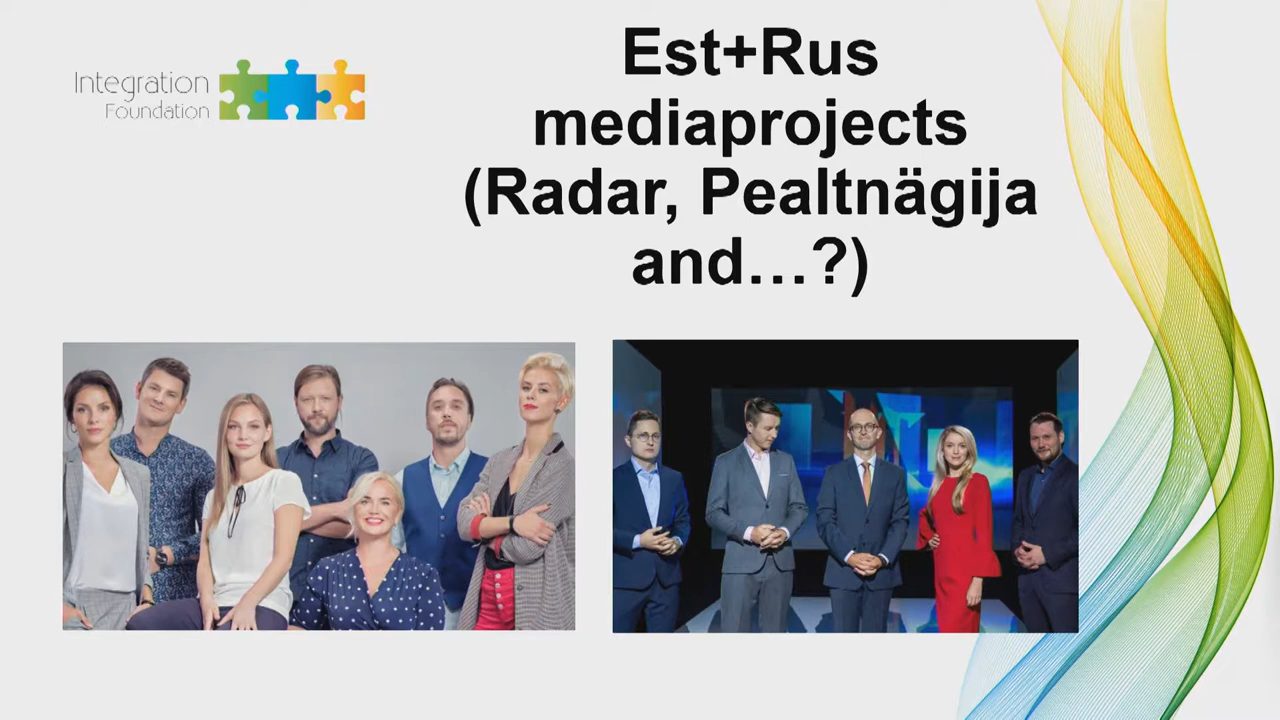 Integration
Foundation
Est+Rus
mediaprojects
(Radar, Pealtnägija
and…?)